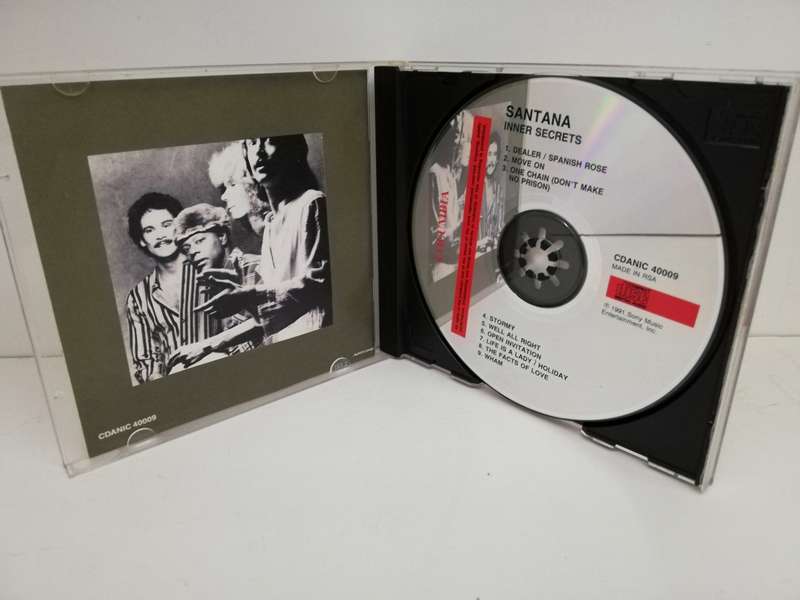 CDANIC 40009
SANTANA
INNER SECRETS
1. DEALER / SPANISH ROSE
2. MOVE ON
3. ONE CHAIN (DON'T MAKE
NO PRISON)
COLUMBIA
CDANIC 40009
MADE IN RSA
℗ 1991 Sony Music
Entertainment, Inc.
4. STORMY
5. WELL ALL RIGHT
6. OPEN INVITATION
7. LIFE IS A LADY / HOLIDAY
8. THE FACTS OF LOVE
9. WHAM